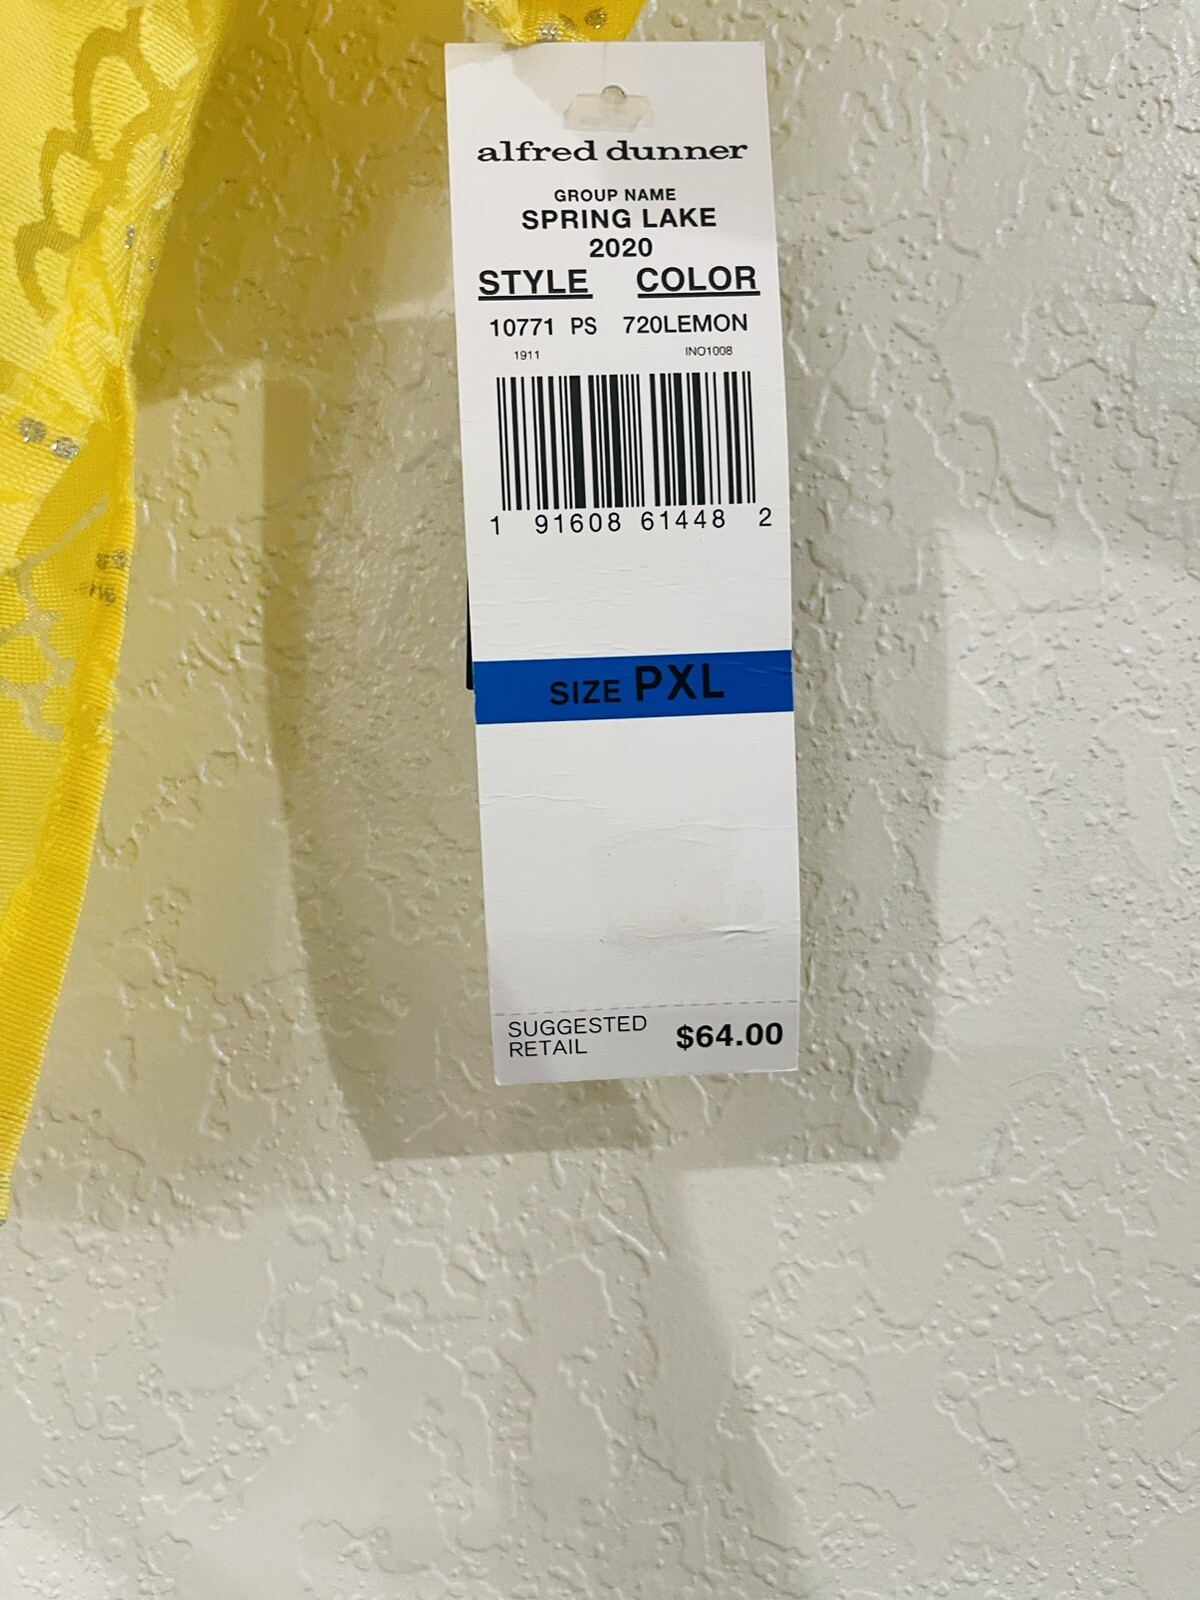 alfred dunner
GROUP NAME
SPRING LAKE
2020
STYLE COLOR
10771 PS 720LEMON
1911 INO1008
1 91608 61448 2
SIZE PXL
SUGGESTED
RETAIL $64.00